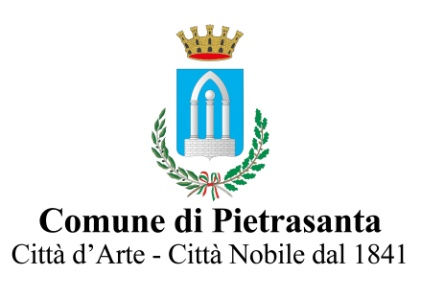 Comune di Pietrasanta
Città d’Arte - Città Nobile dal 1841